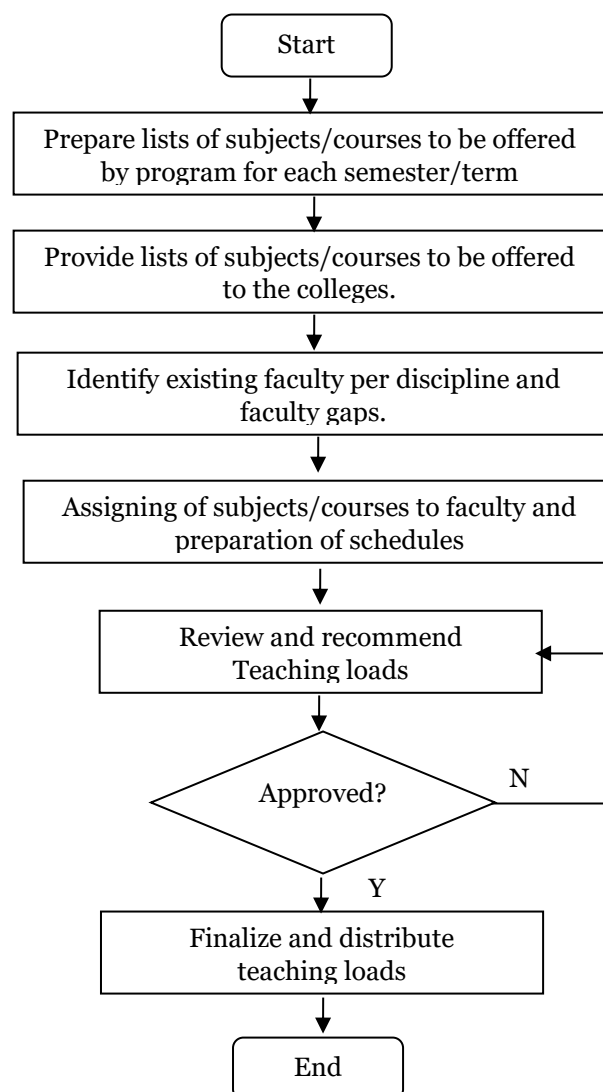 Start
Prepare lists of subjects/courses to be offered
by program for each semester/term
Provide lists of subjects/courses to be offered
to the colleges.
Identify existing faculty per discipline and
faculty gaps.
Assigning of subjects/courses to faculty and
preparation of schedules
Review and recommend
Teaching loads
Approved?
N
Y
Finalize and distribute
teaching loads
End